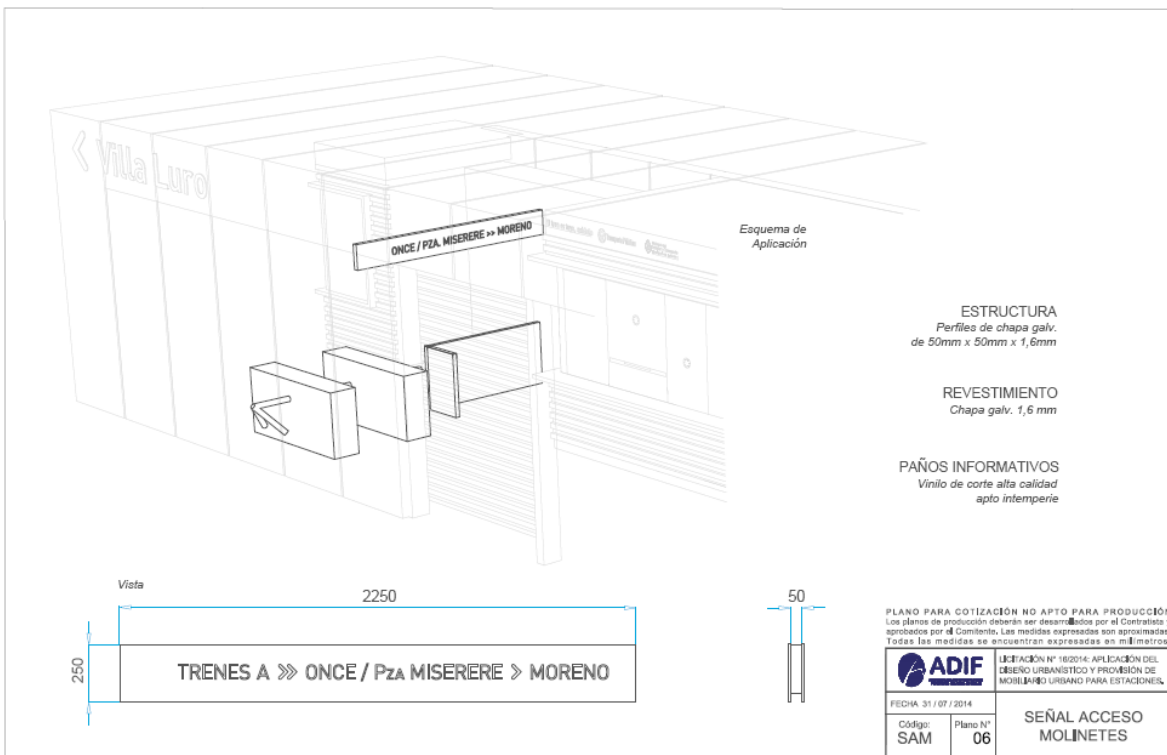 Villa Luro
ONCE / PZA. MISERERE >> MORENO
Esquema de
Aplicación
ESTRUCTURA
Perfiles de chapa galv.
de 50mm x 50mm x 1,6mm
REVESTIMIENTO
Chapa galv. 1,6 mm
PAÑOS INFORMATIVOS
Vinilo de corte alta calidad
apto intemperie
Vista
2250
50
250
TRENES A >> ONCE / PZA MISERERE > MORENO
PLANO PARA COTIZACIÓN NO APTO PARA PRODUCCIÓN
Los planos de producción deberán ser desarrollados por el Contratista y
aprobados por el Comitente. Las medidas expresadas son aproximadas.
Todas las medidas se encuentran expresadas en milímetros
ADIF
LICITACIÓN N° 16/2014: APLICACIÓN DEL
DISEÑO URBANÍSTICO Y PROVISIÓN DE
MOBILIARIO URBANO PARA ESTACIONES.
FECHA 31 / 07 / 2014
Código:
SAM
Plano N°
06
SEÑAL ACCESO
MOLINETES